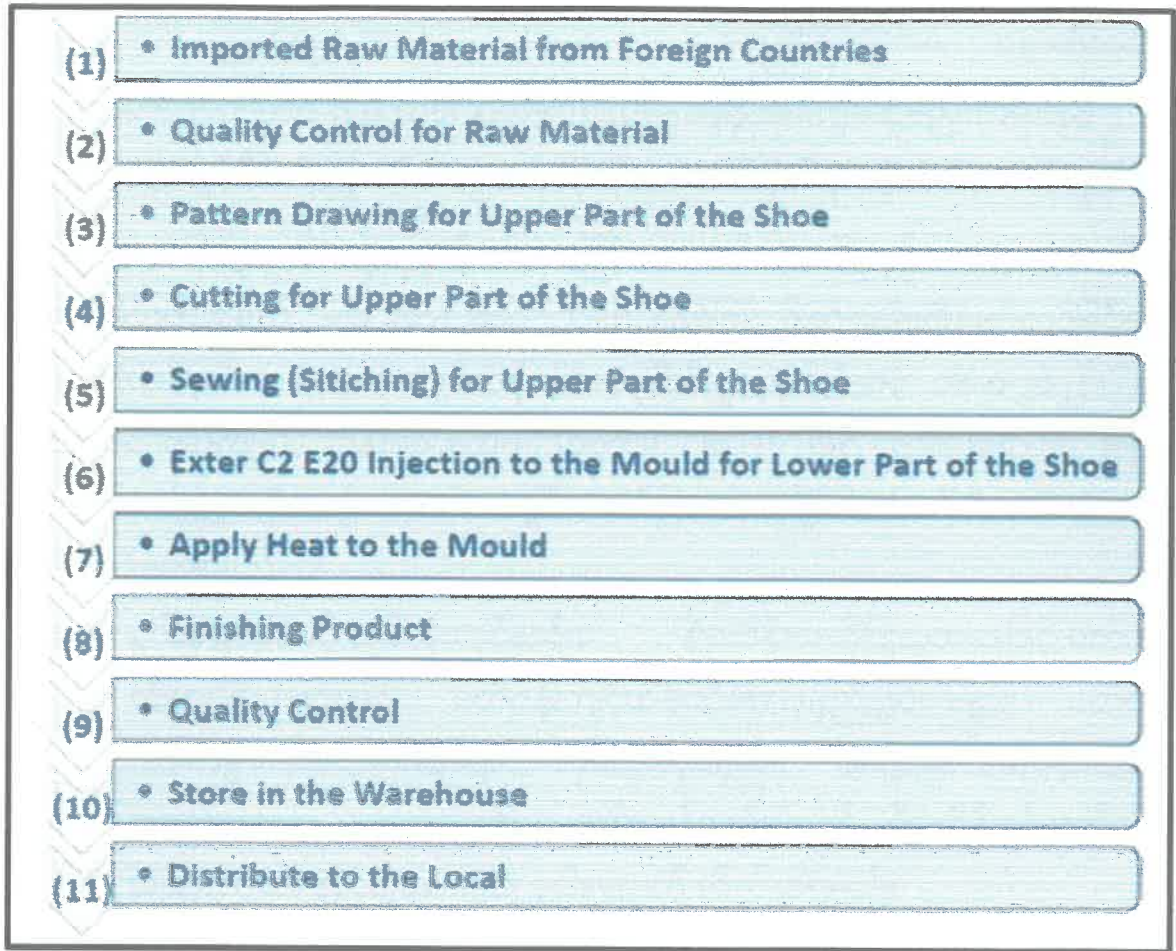 (1) • Imported Raw Material from Foreign Countries
(2) • Quality Control for Raw Material
(3) • Pattern Drawing for Upper Part of the Shoe
(4) • Cutting for Upper Part of the Shoe
(5) • Sewing (Sitiching) for Upper Part of the Shoe
(6) • Exter C2 E20 Injection to the Mould for Lower Part of the Shoe
(7) • Apply Heat to the Mould
(8) • Finishing Product
(9) • Quality Control
(10) • Store in the Warehouse
(11) • Distribute to the Local